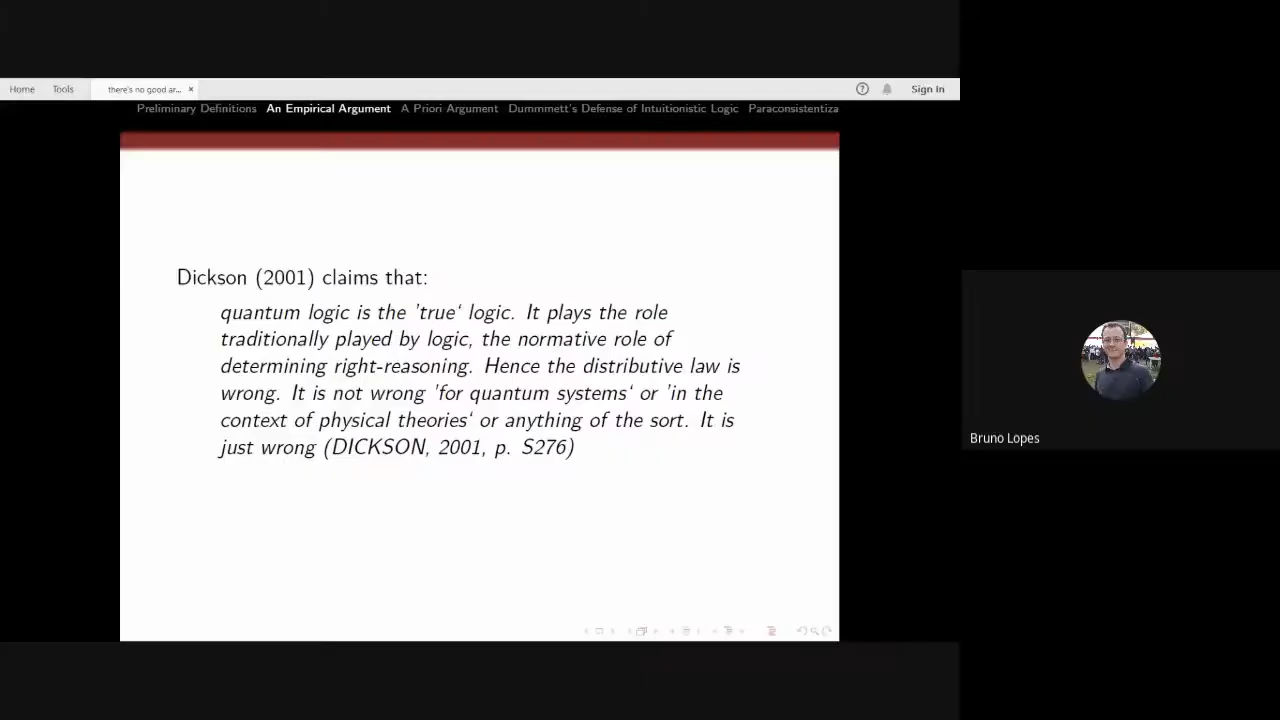 Home Tools there's no good ar... × ? Sign In
Preliminary Definitions An Empirical Argument A Priori Argument Dummmett's Defense of Intuitionistic Logic Paraconsistentiza
Dickson (2001) claims that:
quantum logic is the 'true‘ logic. It plays the role
traditionally played by logic, the normative role of
determining right-reasoning. Hence the distributive law is
wrong. It is not wrong 'for quantum systems‘ or 'in the
context of physical theories‘ or anything of the sort. It is
just wrong (DICKSON, 2001, p. S276)
Bruno Lopes